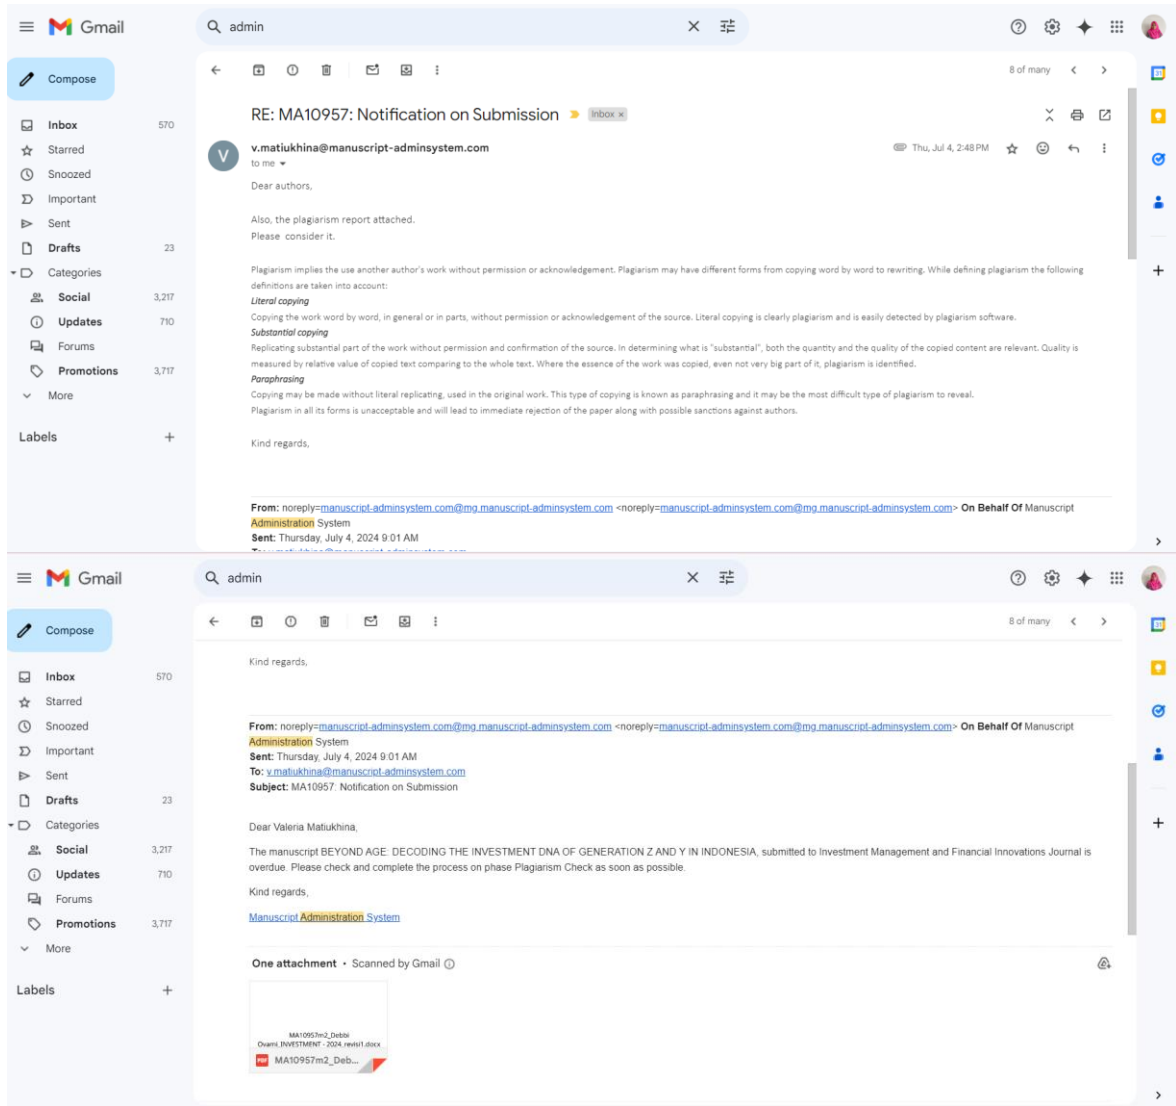 Gmail
admin
Compose
8 of many
RE: MA10957: Notification on Submission
Inbox ×
Inbox 570
Starred
Snoozed
Important
Sent
Drafts 23
Categories
Social 3,217
Updates 710
Forums
Promotions 3,717
More
Labels
V
v.matiukhina@manuscript-adminsystem.com
Thu, Jul 4, 2:48 PM
to me
Dear authors,
Also, the plagiarism report attached.
Please consider it.
Plagiarism implies the use another author's work without permission or acknowledgement. Plagiarism may have different forms from copying word by word to rewriting. While defining plagiarism the following
definitions are taken into account:
Literal copying
Copying the work word by word, in general or in parts, without permission or acknowledgement of the source. Literal copying is clearly plagiarism and is easily detected by plagiarism software.
Substantial copying
Replicating substantial part of the work without permission and confirmation of the source. In determining what is "substantial", both the quantity and the quality of the copied content are relevant. Quality is
measured by relative value of copied text comparing to the whole text. Where the essence of the work was copied, even not very big part of it, plagiarism is identified.
Paraphrasing
Copying may be made without literal replicating, used in the original work. This type of copying is known as paraphrasing and it may be the most difficult type of plagiarism to reveal.
Plagiarism in all its forms is unacceptable and will lead to immediate rejection of the paper along with possible sanctions against authors.
Kind regards,
From: noreply=manuscript-adminsystem.com@mg.manuscript-adminsystem.com <noreply=manuscript-adminsystem.com@mg.manuscript-adminsystem.com> On Behalf Of Manuscript
Administration System
Sent: Thursday, July 4, 2024 9:01 AM
To: v.matiukhina@manuscript-adminsystem.com
Gmail
admin
Compose
8 of many
Inbox 570
Starred
Snoozed
Important
Sent
Drafts 23
Categories
Social 3,217
Updates 710
Forums
Promotions 3,717
More
Labels
Kind regards,
From: noreply=manuscript-adminsystem.com@mg.manuscript-adminsystem.com <noreply=manuscript-adminsystem.com@mg.manuscript-adminsystem.com> On Behalf Of Manuscript
Administration System
Sent: Thursday, July 4, 2024 9:01 AM
To: v.matiukhina@manuscript-adminsystem.com
Subject: MA10957: Notification on Submission
Dear Valeria Matiukhina,
The manuscript BEYOND AGE: DECODING THE INVESTMENT DNA OF GENERATION Z AND Y IN INDONESIA, submitted to Investment Management and Financial Innovations Journal is
overdue. Please check and complete the process on phase Plagiarism Check as soon as possible.
Kind regards,
Manuscript Administration System
One attachment • Scanned by Gmail
MA10957m2_Debbi
Ovami_INVESTMENT - 2024_revisi1.docx
PDF MA10957m2_Deb...